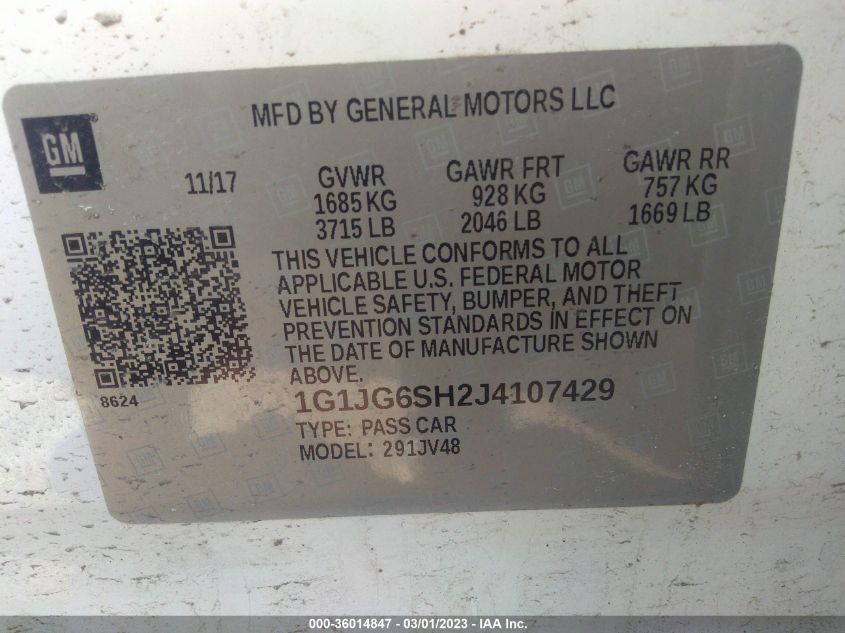 MFD BY GENERAL MOTORS LLC
GM
11/17
GVWR
1685 KG
3715 LB
GAWR FRT
928 KG
2046 LB
GAWR RR
757 KG
1669 LB
THIS VEHICLE CONFORMS TO ALL
APPLICABLE U.S. FEDERAL MOTOR
VEHICLE SAFETY, BUMPER, AND THEFT
PREVENTION STANDARDS IN EFFECT ON
THE DATE OF MANUFACTURE SHOWN
ABOVE.
8624
1G1JG6SH2J4107429
TYPE: PASS CAR
MODEL: 291JV48
000-36014847 — 03/01/2023 — IAA Inc.